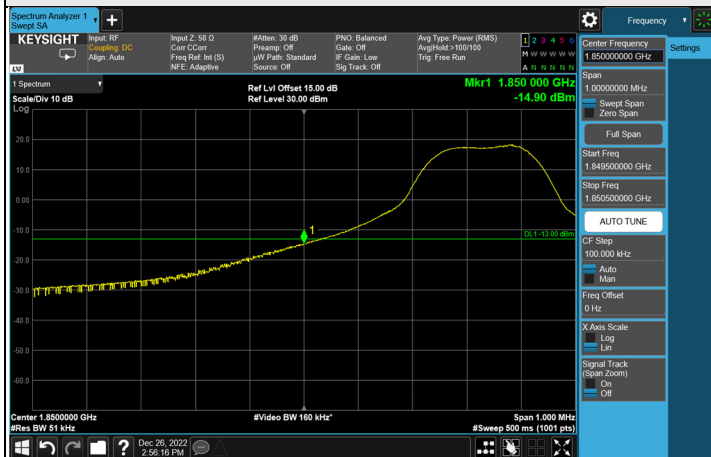 Spectrum Analyzer 1
Swept SA
Frequency
KEYSIGHT
Input: RF
Coupling: DC
Align: Auto
Input Z: 50 Ω
Corr CCorr
Freq Ref: Int (S)
NFE: Adaptive
#Atten: 30 dB
Preamp: Off
µW Path: Standard
Source: Off
PNO: Balanced
Gate: Off
IF Gain: Low
Sig Track: Off
Avg Type: Power (RMS)
Avg|Hold:>100/100
Trig: Free Run
1 2 3 4 5 6
M W W W W W
A N N N N N
LXI
1 Spectrum
Scale/Div 10 dB
Log
Ref Lvl Offset 15.00 dB
Ref Level 30.00 dBm
Mkr1 1.850 000 GHz
-14.90 dBm
20.0
10.0
0.00
-10.0
-20.0
-30.0
-40.0
-50.0
-60.0
1
DL1 -13.00 dBm
Center 1.8500000 GHz
#Res BW 51 kHz
#Video BW 160 kHz*
Span 1.000 MHz
#Sweep 500 ms (1001 pts)
Dec 26, 2022
2:56:16 PM
Center Frequency
1.850000000 GHz
Span
1.00000000 MHz
Swept Span
Zero Span
Full Span
Start Freq
1.849500000 GHz
Stop Freq
1.850500000 GHz
AUTO TUNE
CF Step
100.000 kHz
Auto
Man
Freq Offset
0 Hz
X Axis Scale
Log
Lin
Signal Track
(Span Zoom)
On
Off
Settings